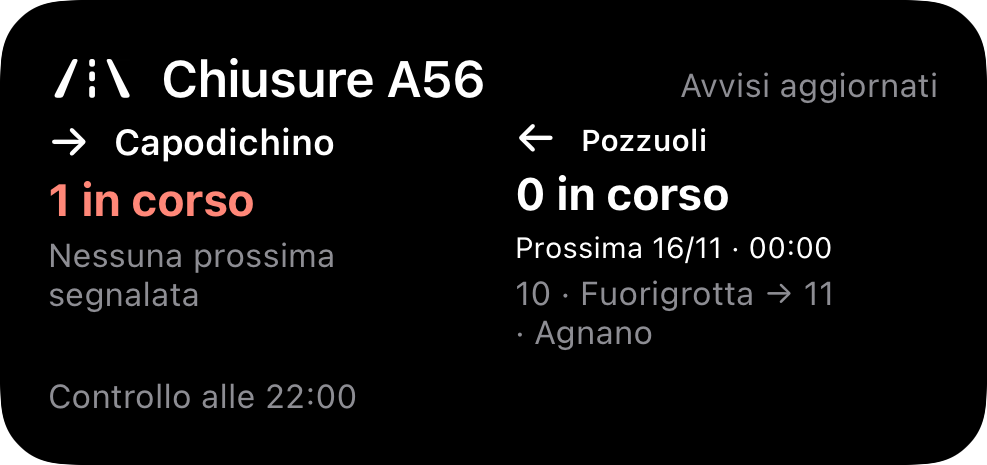 Chiusure A56
Avvisi aggiornati
→ Capodichino
1 in corso
Nessuna prossima
segnalata
← Pozzuoli
0 in corso
Prossima 16/11 · 00:00
10 · Fuorigrotta → 11
· Agnano
Controllo alle 22:00